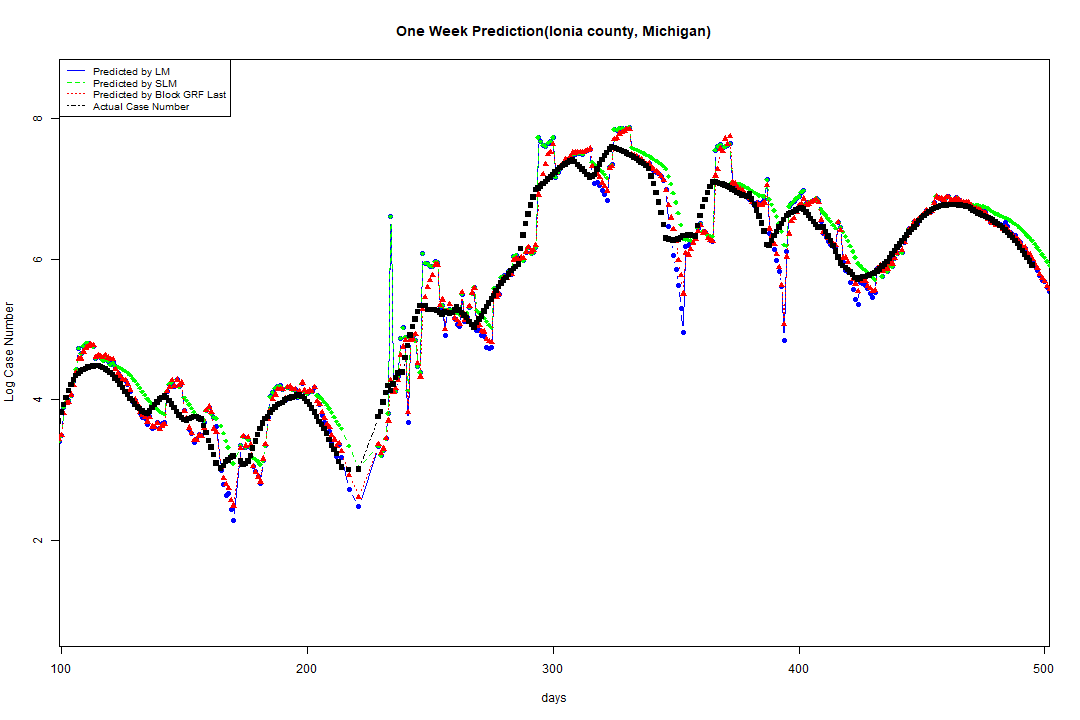 One Week Prediction(Ionia county, Michigan)
Predicted by LM
Predicted by SLM
Predicted by Block GRF Last
Actual Case Number
Log Case Number
8
6
4
2
100 200 300 400 500
days